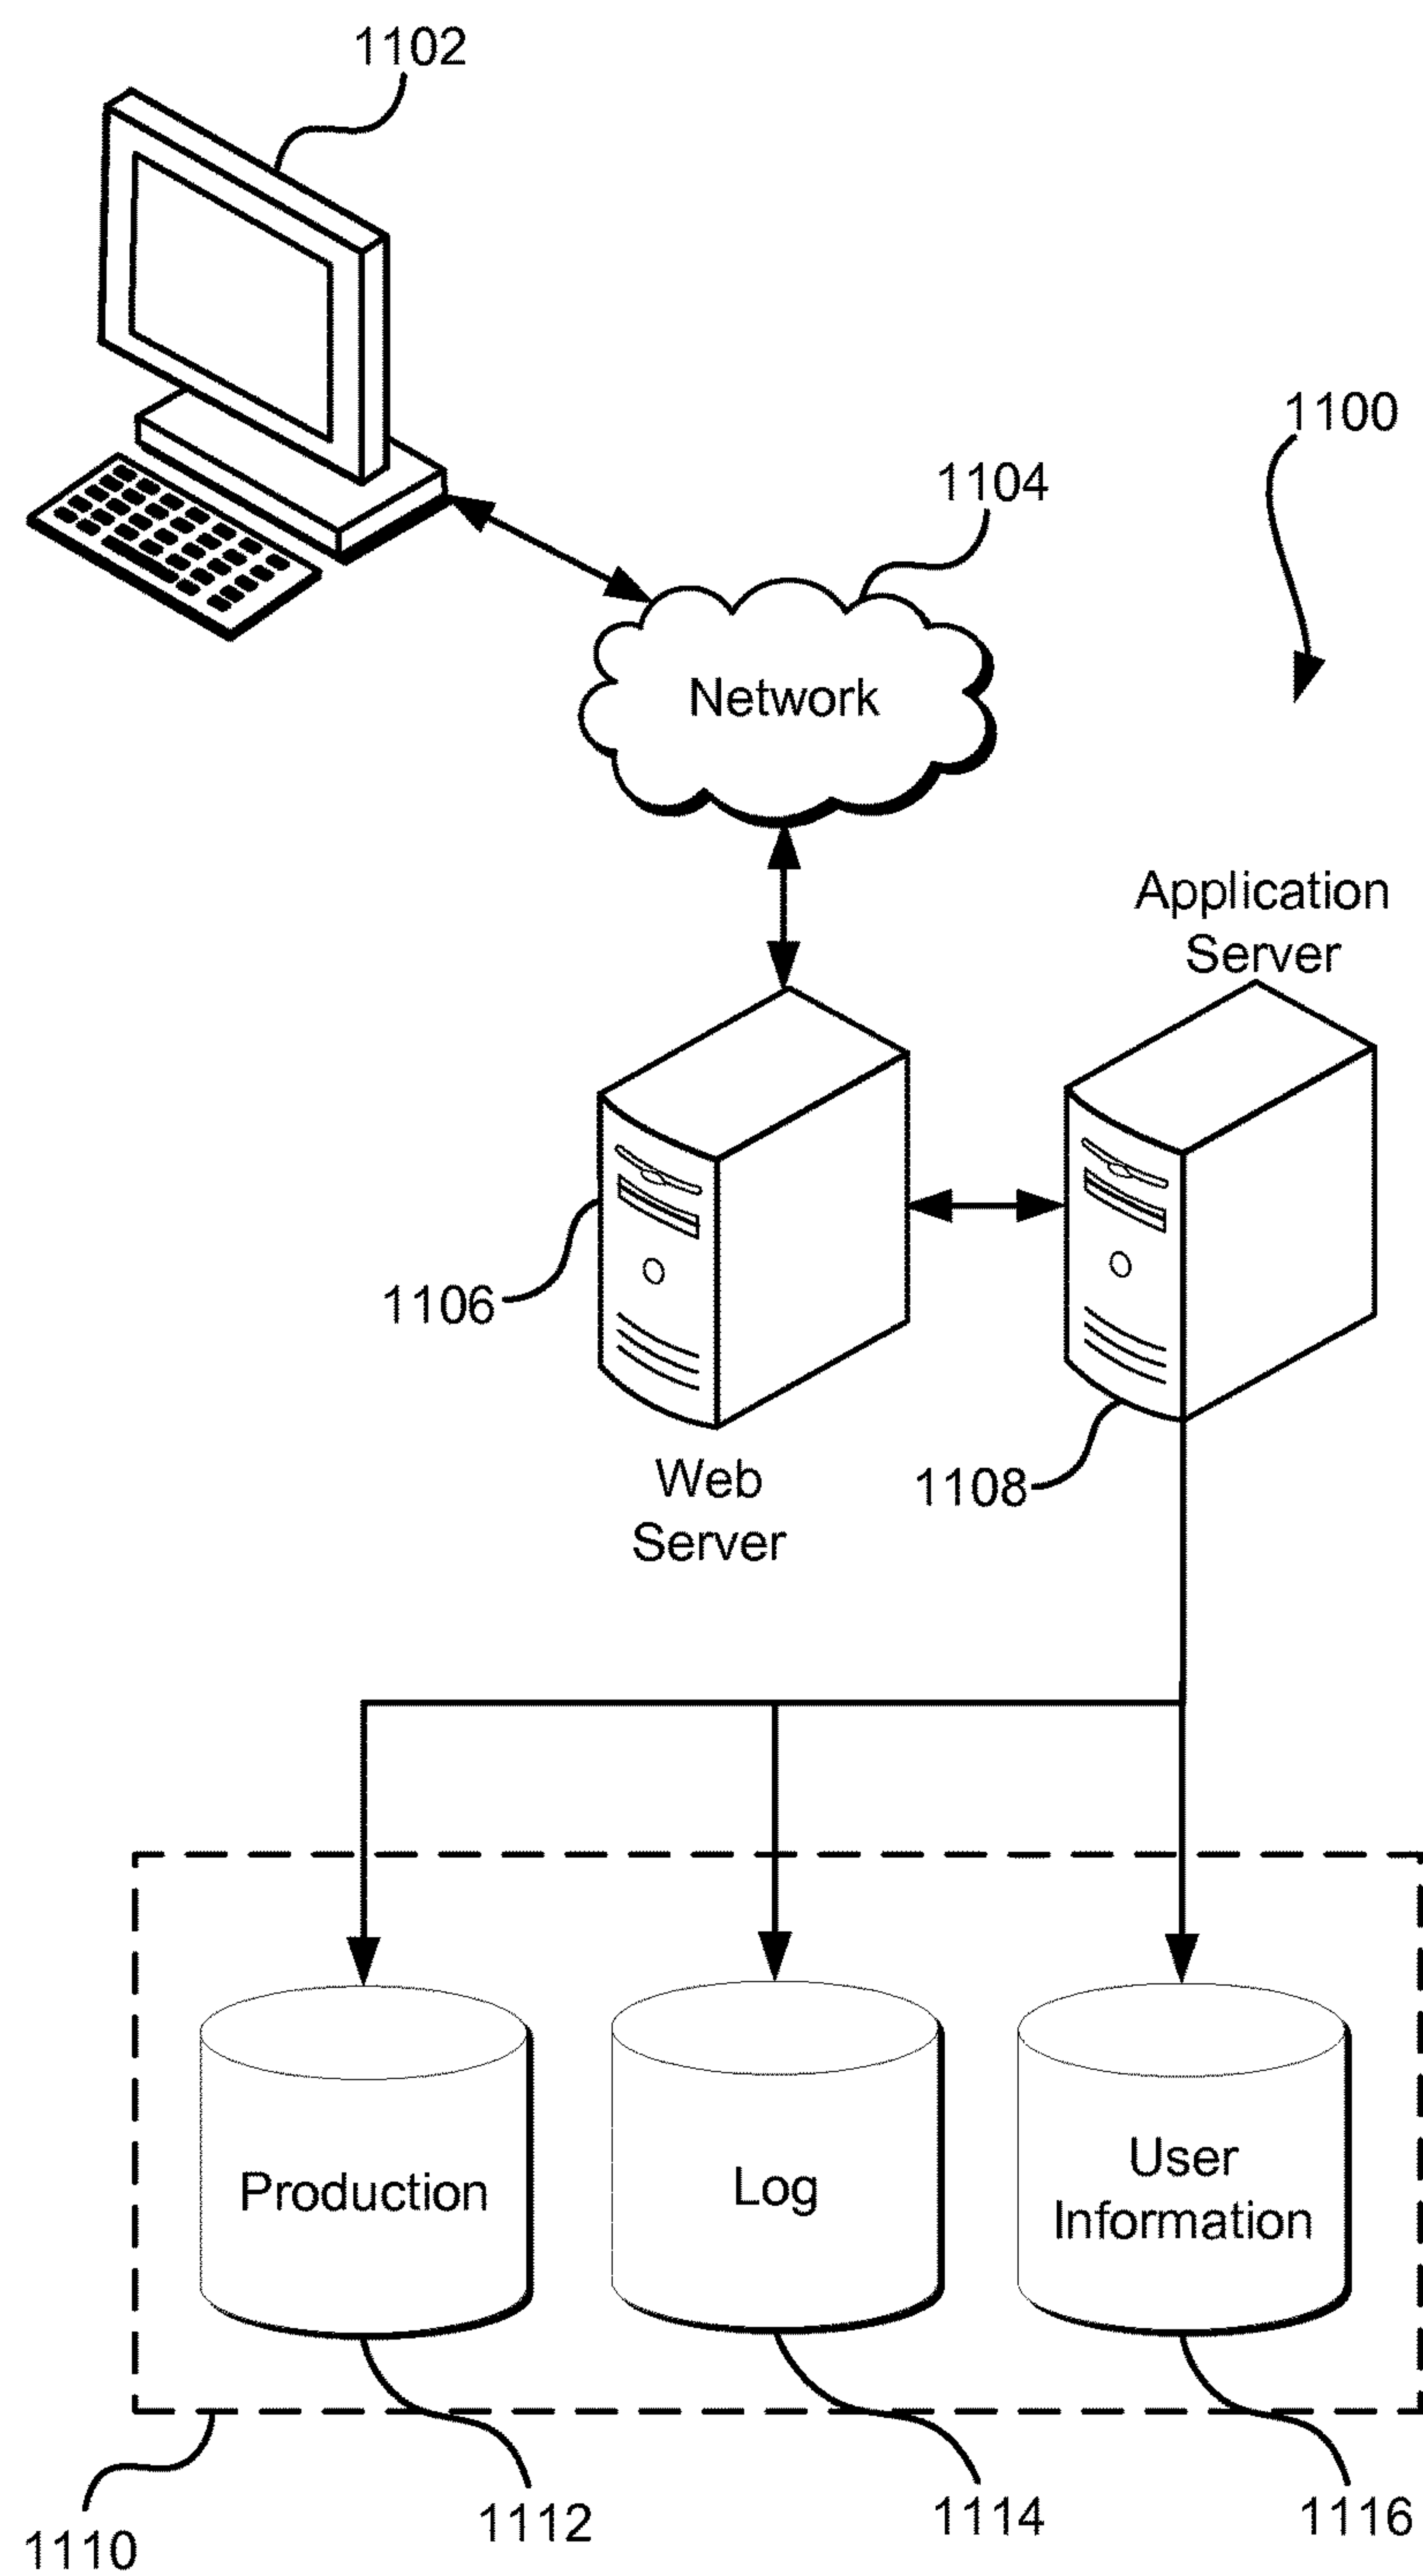 1102
1100
1104
Network
Application
Server
1106
1108
Web
Server
Production
Log
User
Information
1110
1112
1114
1116